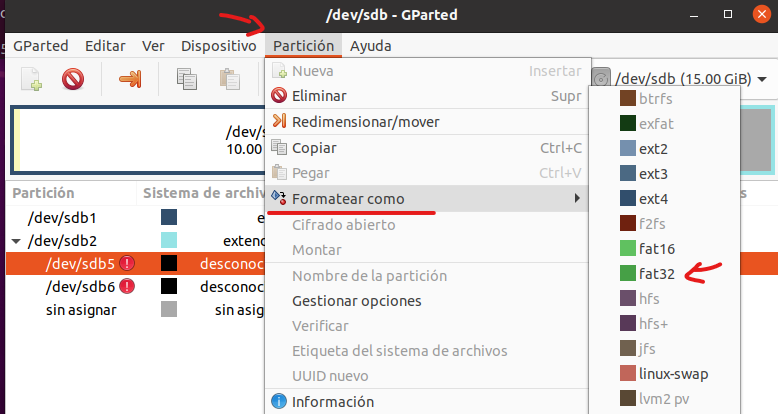 /dev/sdb - GParted
GParted Editar Ver Dispositivo Partición Ayuda
Nueva Insertar
/dev/sdb (15.00 GiB)
Eliminar Supr
btrfs
Redimensionar/mover
exfat
10.00
Copiar Ctrl+C
ext2
Pegar Ctrl+V
ext3
Partición Sistema de archiv
Formatear como
ext4
/dev/sdb1
Cifrado abierto
f2fs
/dev/sdb2
Montar
fat16
/dev/sdb5 desconoc
Nombre de la partición
fat32
/dev/sdb6 desconoc
Gestionar opciones
hfs
sin asignar sin asig
Verificar
hfs+
Etiqueta del sistema de archivos
jfs
UUID nuevo
linux-swap
Información
lvm2 pv